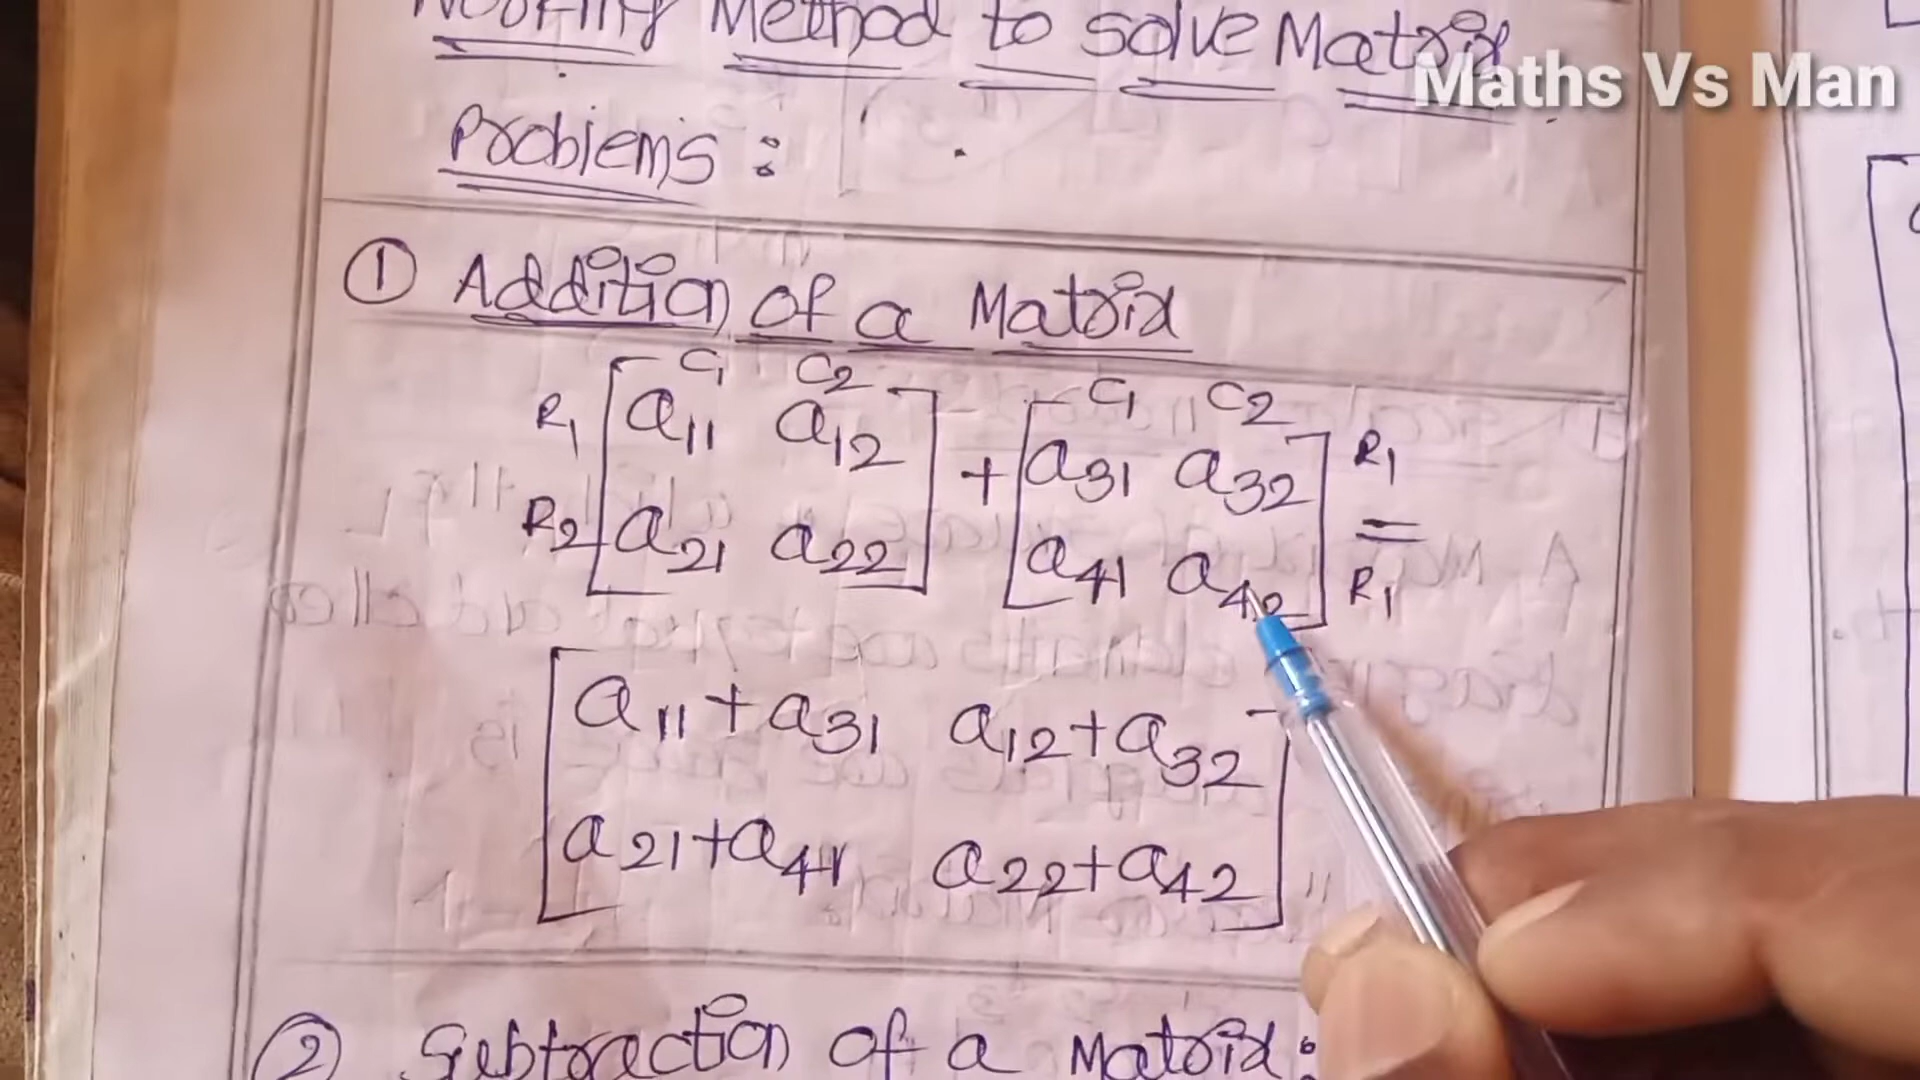 Working Method to solve Matrix
Maths Vs Man
Problems :
① Addition of a Matrix
C1 C2 C1 C2
R1 a11 a12 + a31 a32 R1
R2 a21 a22 a41 a42 = R1
a11+a31 a12+a32
a21+a41 a22+a42
② Subtraction of a Matrix: